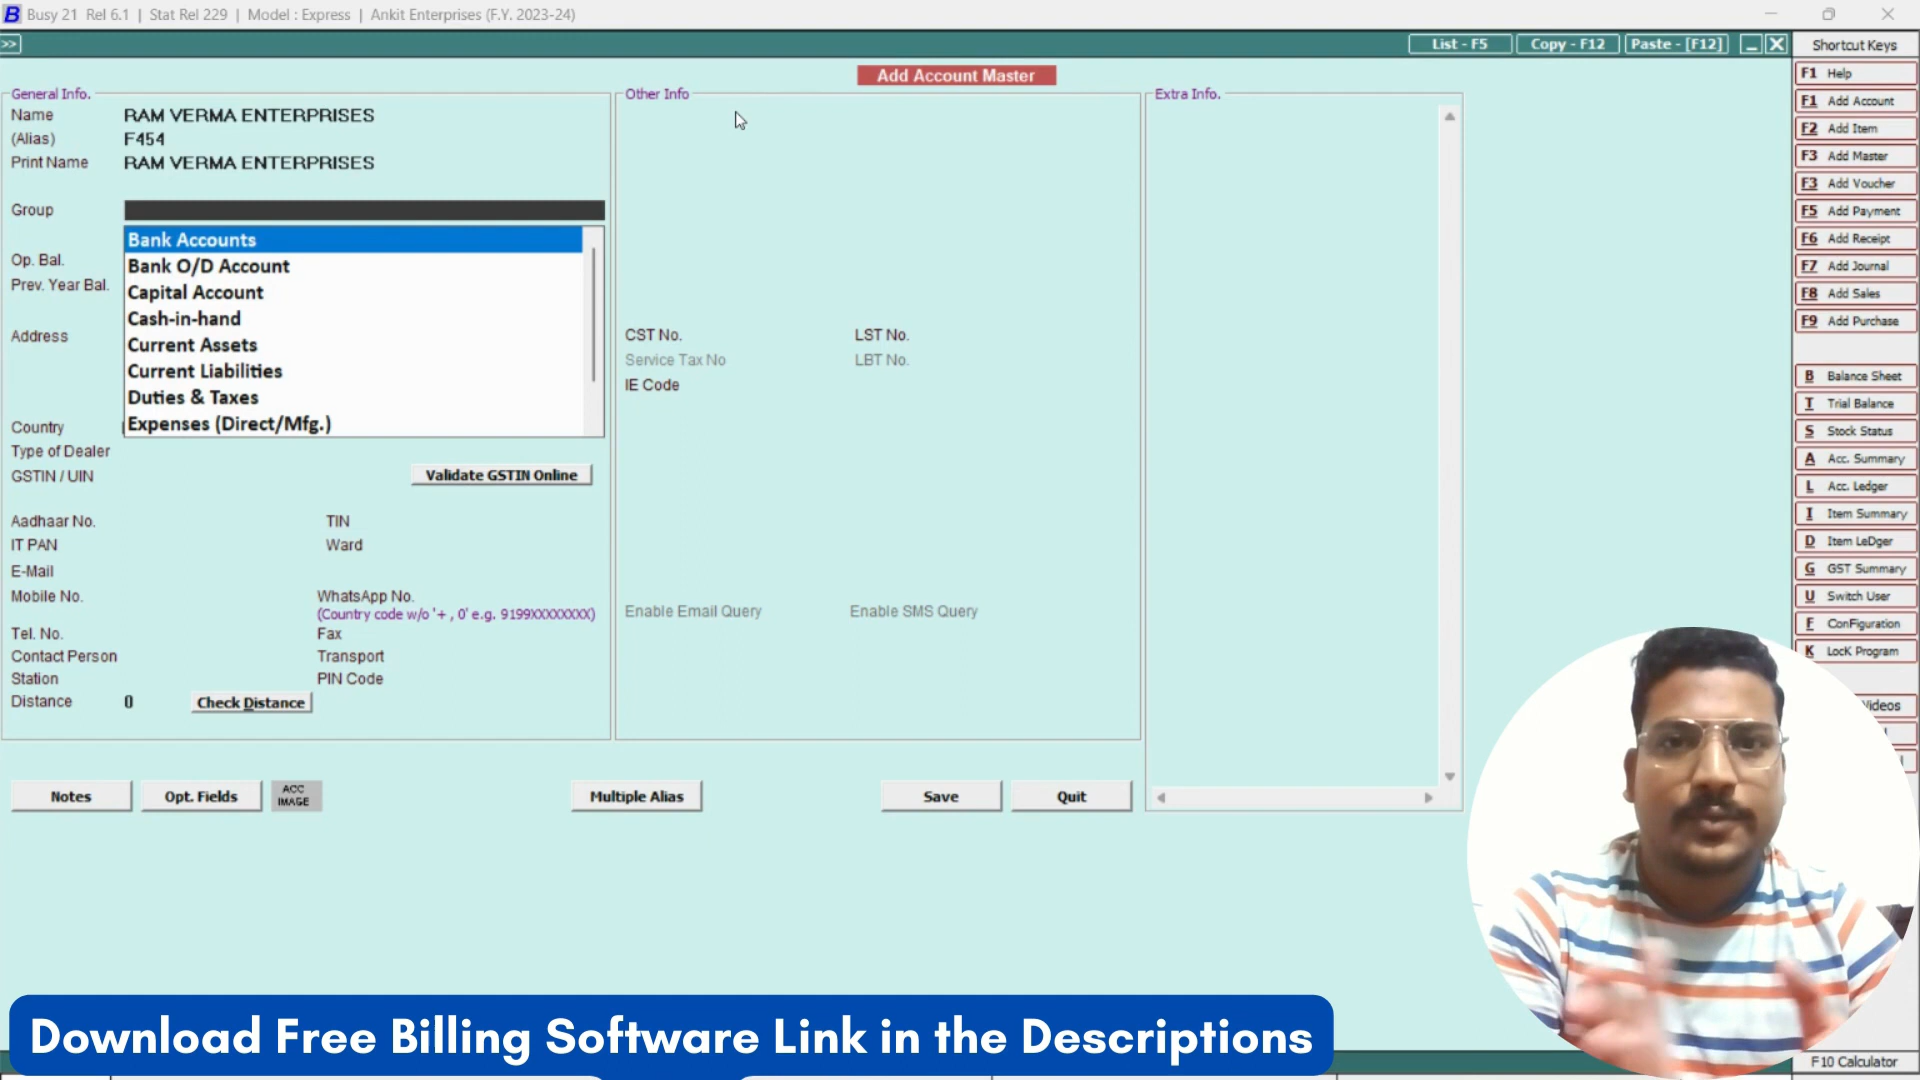 Busy 21 Rel 6.1 | Stat Rel 229 | Model : Express | Ankit Enterprises (F.Y. 2023-24)
>>
List - F5
Copy - F12
Paste - [F12]
Shortcut Keys
Add Account Master
General Info.
Name RAM VERMA ENTERPRISES
(Alias) F454
Print Name RAM VERMA ENTERPRISES
Group
Bank Accounts
Bank O/D Account
Capital Account
Cash-in-hand
Current Assets
Current Liabilities
Duties & Taxes
Expenses (Direct/Mfg.)
Op. Bal.
Prev. Year Bal.
Address
Country
Type of Dealer
GSTIN / UIN
Validate GSTIN Online
Aadhaar No. TIN
IT PAN Ward
E-Mail
Mobile No. WhatsApp No.
(Country code w/o '+ , 0' e.g. 9199XXXXXXXX)
Tel. No. Fax
Contact Person Transport
Station PIN Code
Distance 0 Check Distance
Other Info
CST No. LST No.
Service Tax No LBT No.
IE Code
Enable Email Query Enable SMS Query
Extra Info.
Notes
Opt. Fields
ACC
IMAGE
Multiple Alias
Save
Quit
F1 Help
F1 Add Account
F2 Add Item
F3 Add Master
F3 Add Voucher
F5 Add Payment
F6 Add Receipt
F7 Add Journal
F8 Add Sales
F9 Add Purchase
B Balance Sheet
T Trial Balance
S Stock Status
A Acc. Summary
L Acc. Ledger
I Item Summary
D Item LeDger
G GST Summary
U Switch User
F ConFiguration
K LocK Program
Videos
F10 Calculator
Download Free Billing Software Link in the Descriptions